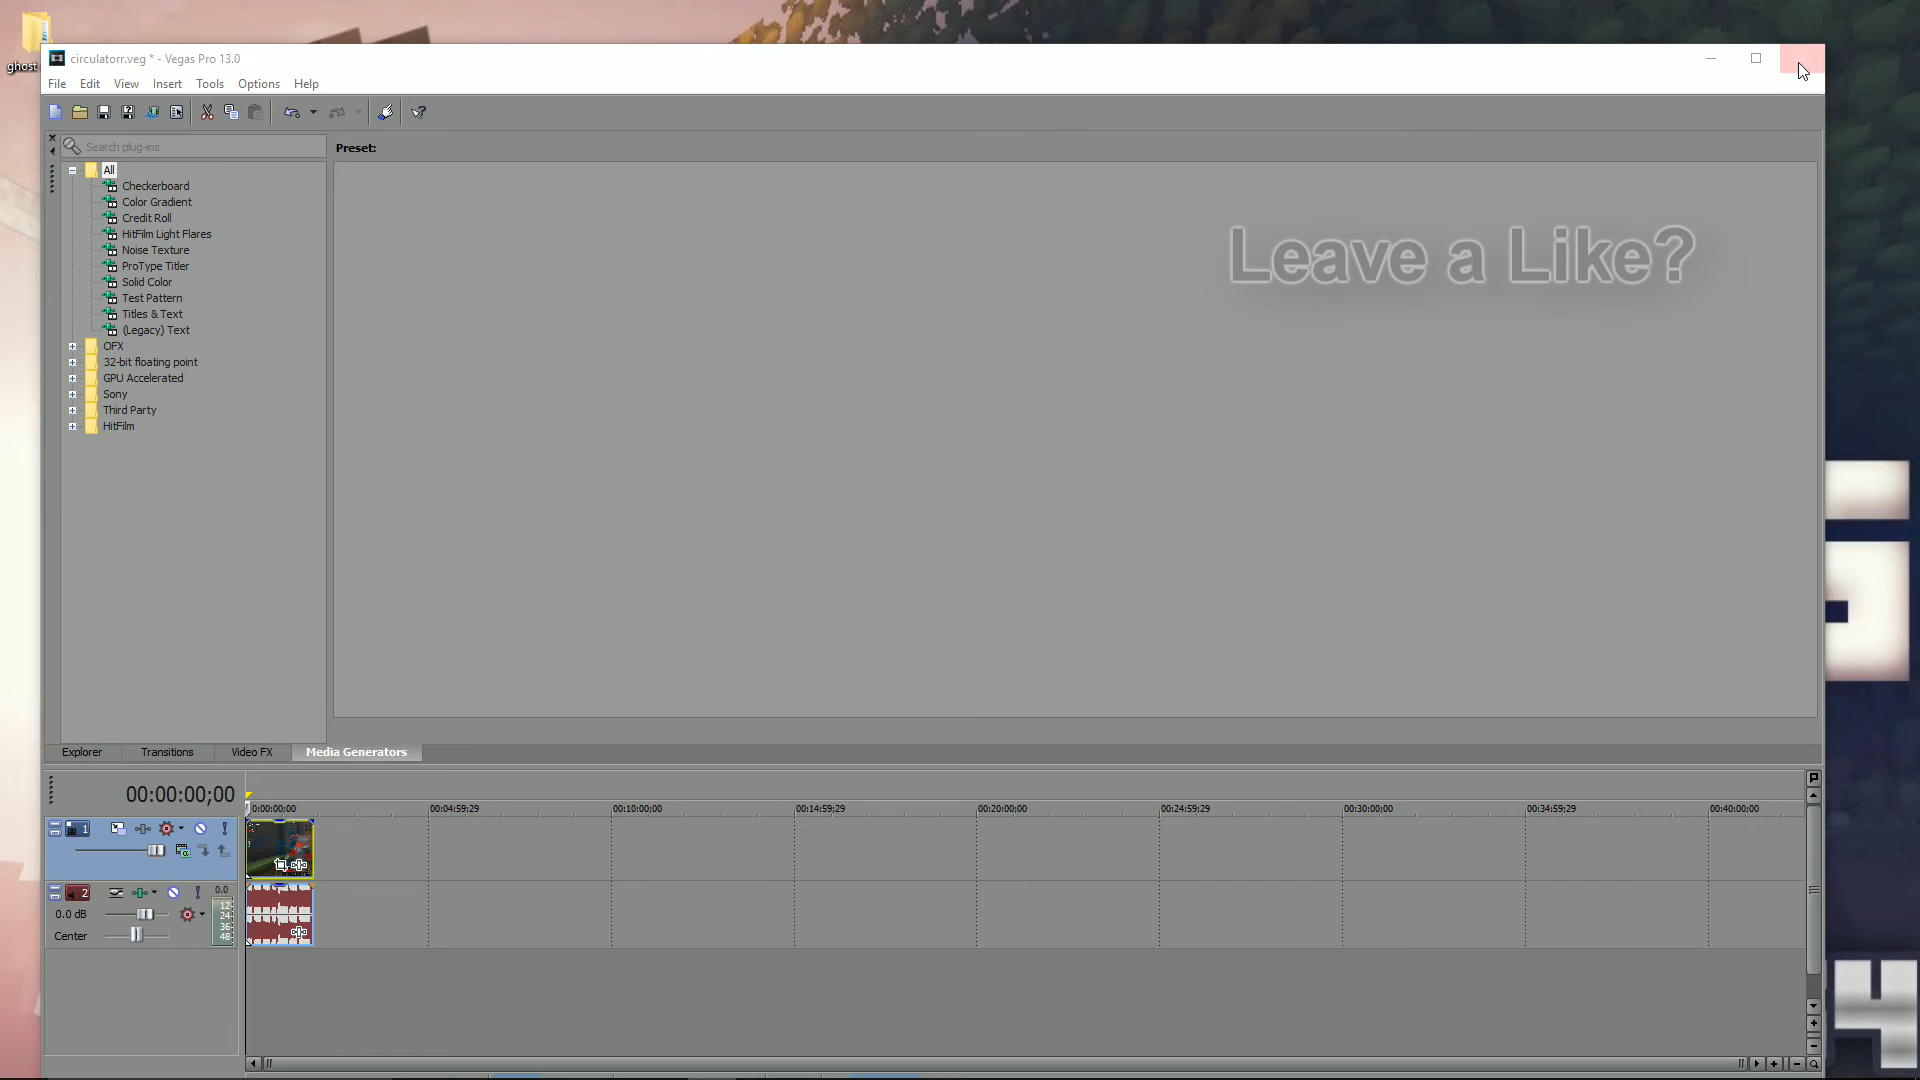 ghost
circulatorr.veg * - Vegas Pro 13.0
File Edit View Insert Tools Options Help
Search plug-ins
Preset:
All
Checkerboard
Color Gradient
Credit Roll
HitFilm Light Flares
Noise Texture
ProType Titler
Solid Color
Test Pattern
Titles & Text
(Legacy) Text
OFX
32-bit floating point
GPU Accelerated
Sony
Third Party
HitFilm
Leave a Like?
Explorer Transitions Video FX Media Generators
00:00:00;00
0:00:00;00 00:04:59;29 00:10:00;00 00:14:59;29 00:20:00;00 00:24:59;29 00:30:00;00 00:34:59;29 00:40:00;00
1
2
0.0
0.0 dB
Center
12
24
36
48
4